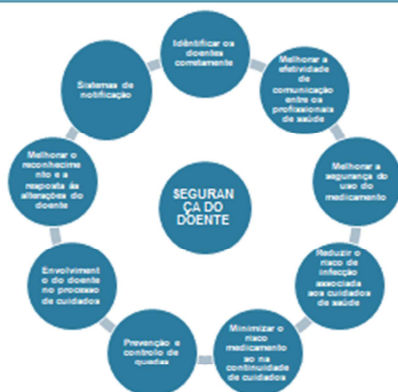 Identificar os
doentes
corretamente
Melhorar a
efetividade
de
comunicação
entre os
profissionais
de saúde
Melhorar a
segurança do
uso do
medicamento
Reduzir o
risco de
infecção
associada
aos cuidados
de saúde
Minimizar o
risco
medicamento
so na
continuidade
de cuidados
Prevenção e
controlo de
quedas
Envolviment
o do doente
no processo
de cuidados
Melhorar o
reconhecime
nto e a
resposta às
alterações do
doente
Sistemas de
notificação
SEGURAN
ÇA DO
DOENTE